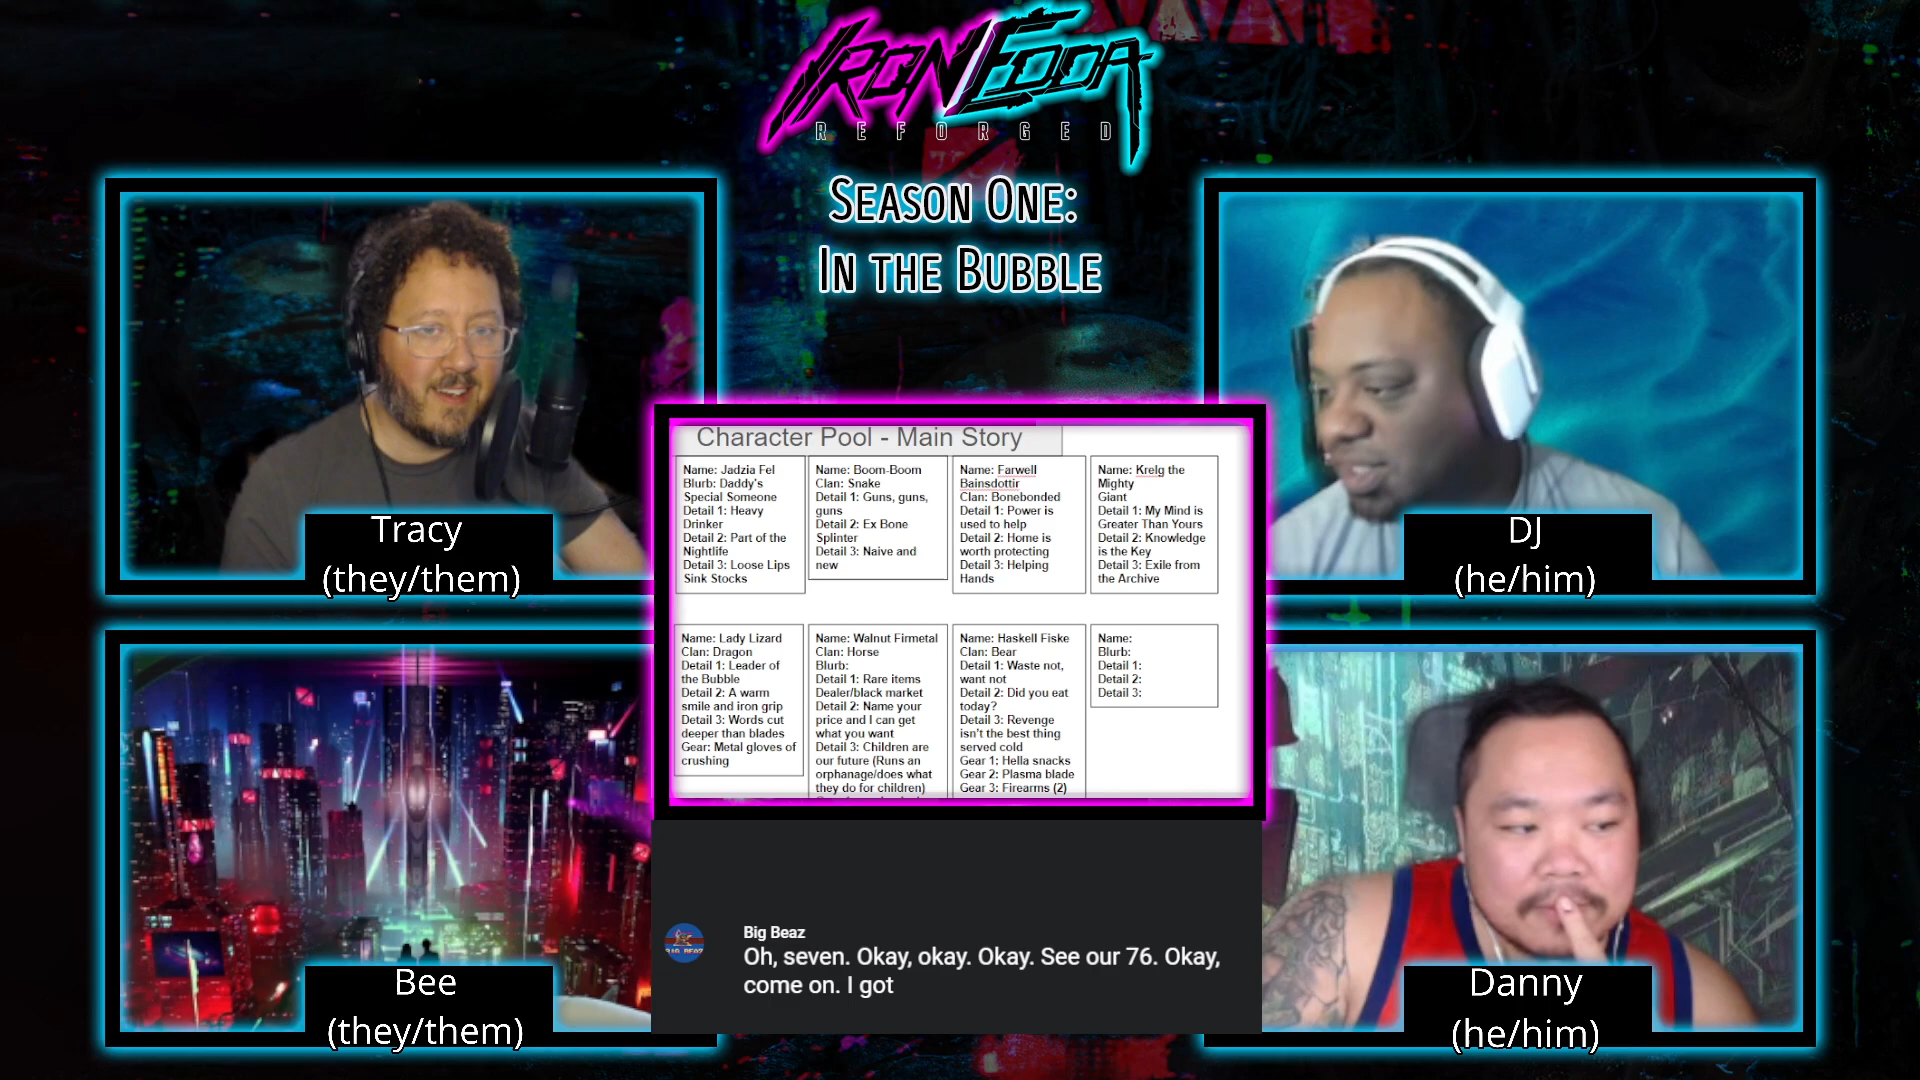 IRON EDDA
REFORGED
SEASON ONE:
IN THE BUBBLE
Tracy
(they/them)
DJ
(he/him)
Character Pool - Main Story
Name: Jadzia Fel
Blurb: Daddy's
Special Someone
Detail 1: Heavy
Drinker
Detail 2: Part of the
Nightlife
Detail 3: Loose Lips
Sink Stocks
Name: Boom-Boom
Clan: Snake
Detail 1: Guns, guns,
guns
Detail 2: Ex Bone
Splinter
Detail 3: Naive and
new
Name: Farwell
Bainsdottir
Clan: Bonebonded
Detail 1: Power is
used to help
Detail 2: Home is
worth protecting
Detail 3: Helping
Hands
Name: Krelg the
Mighty
Giant
Detail 1: My Mind is
Greater Than Yours
Detail 2: Knowledge
is the Key
Detail 3: Exile from
the Archive
Name: Lady Lizard
Clan: Dragon
Detail 1: Leader of
the Bubble
Detail 2: A warm
smile and iron grip
Detail 3: Words cut
deeper than blades
Gear: Metal gloves of
crushing
Name: Walnut Firmetal
Clan: Horse
Blurb:
Detail 1: Rare items
Dealer/black market
Detail 2: Name your
price and I can get
what you want
Detail 3: Children are
our future (Runs an
orphanage/does what
they do for children)
Name: Haskell Fiske
Clan: Bear
Detail 1: Waste not,
want not
Detail 2: Did you eat
today?
Detail 3: Revenge
isn't the best thing
served cold
Gear 1: Hella snacks
Gear 2: Plasma blade
Gear 3: Firearms (2)
Name:
Blurb:
Detail 1:
Detail 2:
Detail 3:
Bee
(they/them)
Danny
(he/him)
BIG BEAZ
Big Beaz
Oh, seven. Okay, okay. Okay. See our 76. Okay,
come on. I got